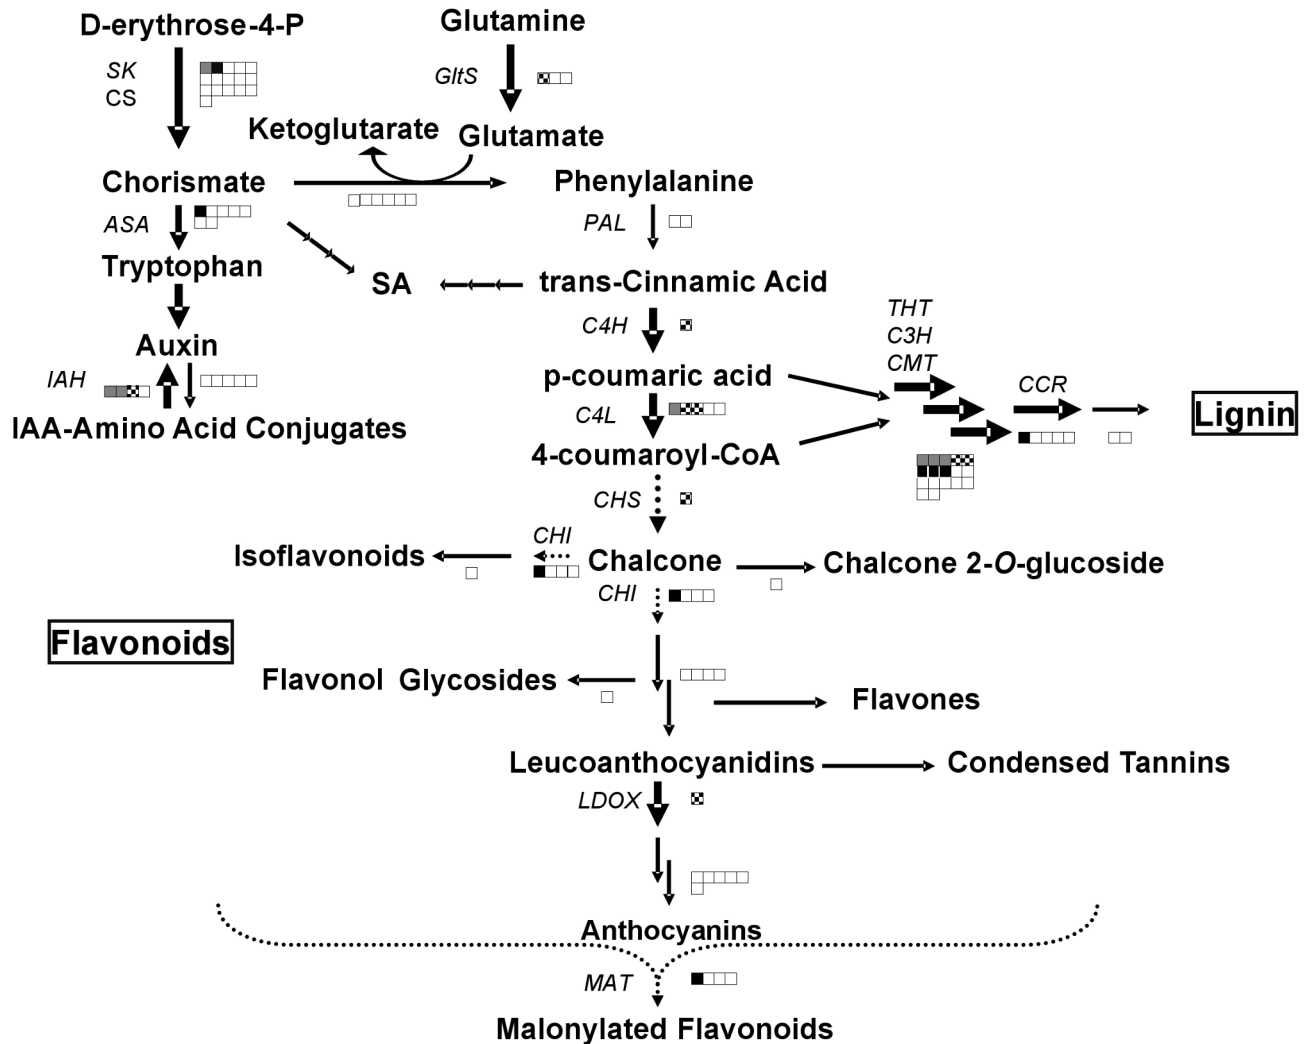 D-erythrose-4-P
Glutamine
SK
CS
GltS
Ketoglutarate
Glutamate
Chorismate
Phenylalanine
ASA
PAL
Tryptophan
SA
trans-Cinnamic Acid
C4H
THT
C3H
CMT
Auxin
IAH
p-coumaric acid
CCR
C4L
Lignin
IAA-Amino Acid Conjugates
4-coumaroyl-CoA
CHS
CHI
Isoflavonoids
Chalcone
Chalcone 2-O-glucoside
CHI
Flavonoids
Flavonol Glycosides
Flavones
Leucoanthocyanidins
Condensed Tannins
LDOX
Anthocyanins
MAT
Malonylated Flavonoids